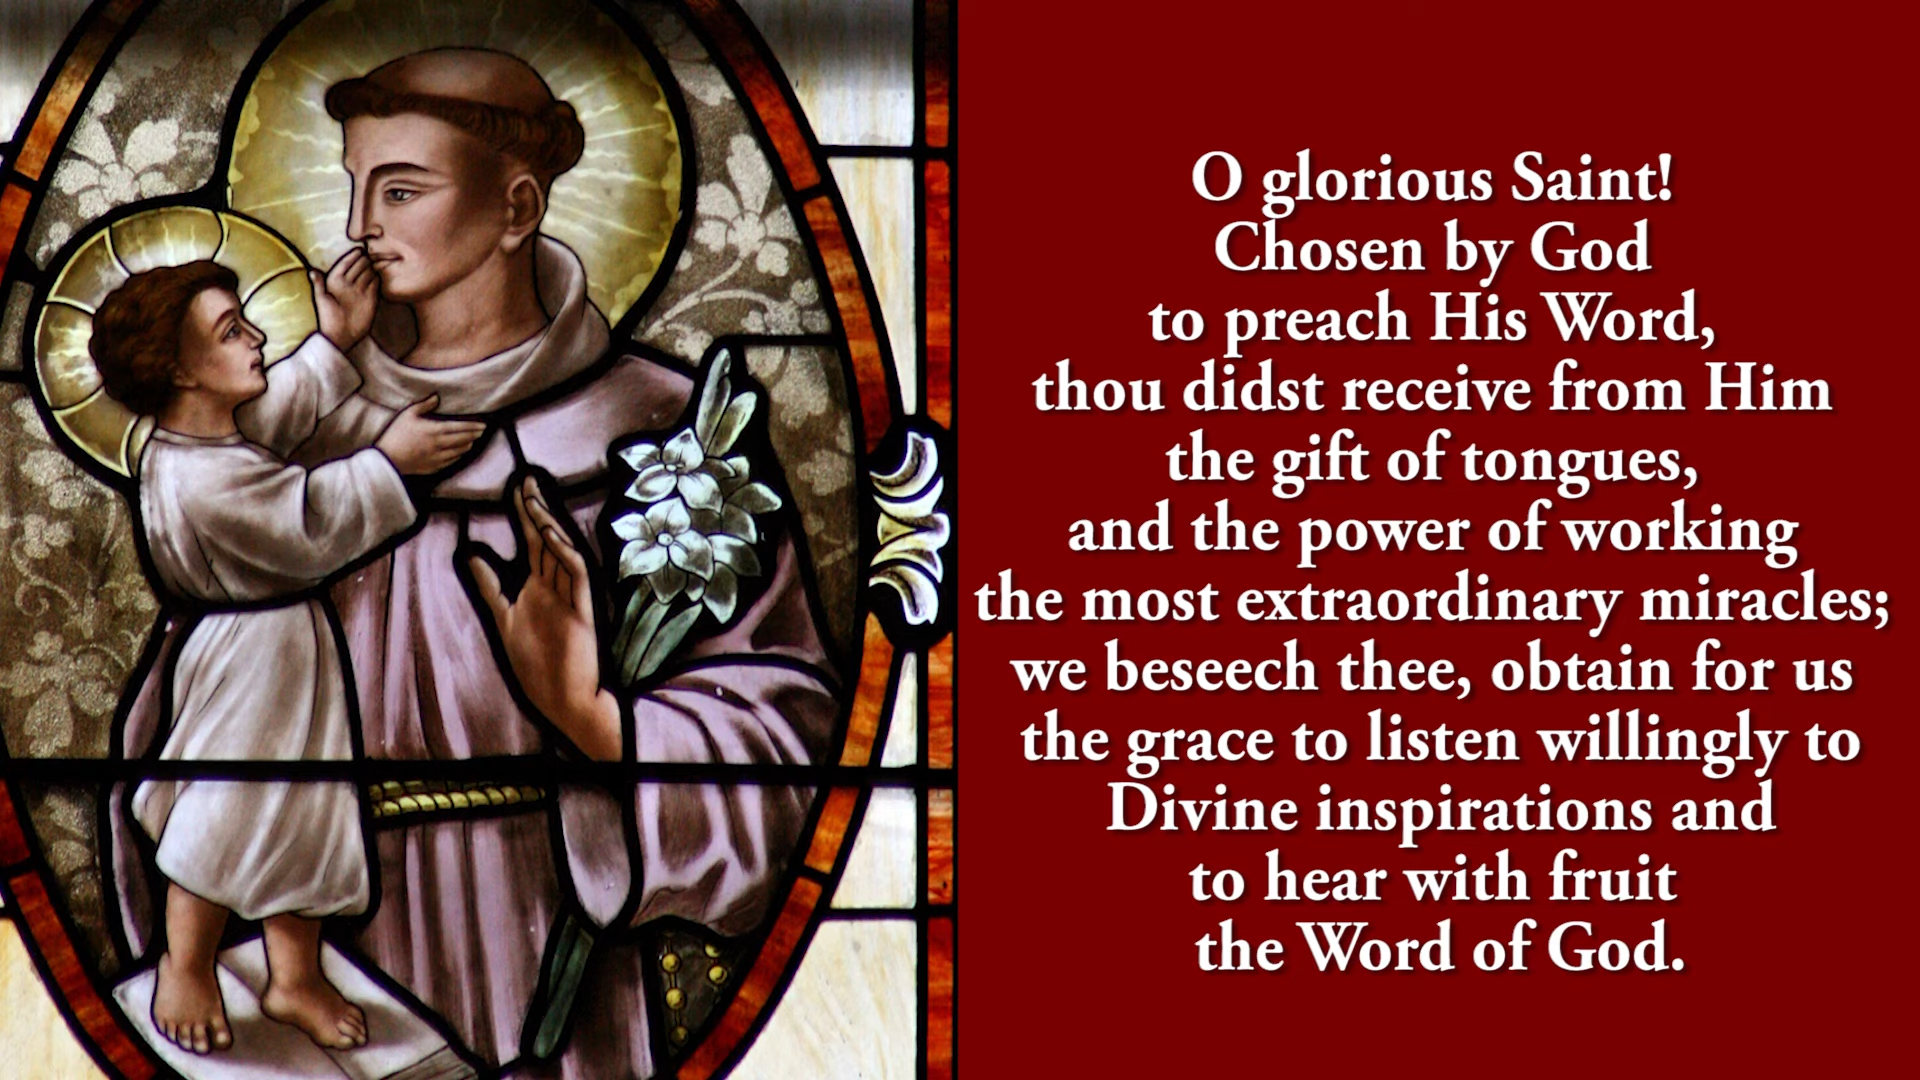 O glorious Saint!
Chosen by God
to preach His Word,
thou didst receive from Him
the gift of tongues,
and the power of working
the most extraordinary miracles;
we beseech thee, obtain for us
the grace to listen willingly to
Divine inspirations and
to hear with fruit
the Word of God.